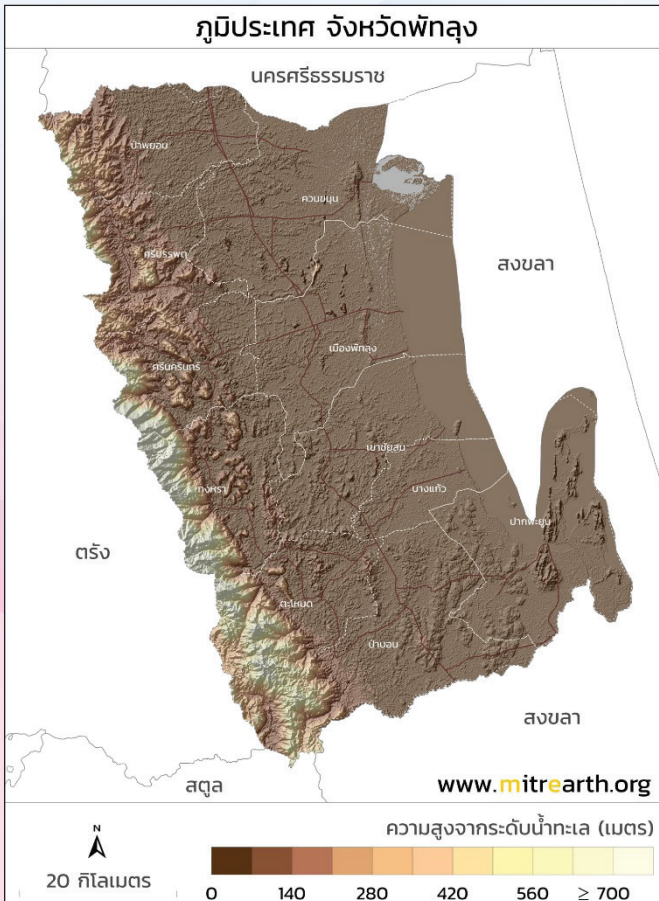 ภูมิประเทศ จังหวัดพัทลุง
นครศรีธรรมราช
ป่าพยอม
ควนขนุน
ศรีบรรพต
สงขลา
เมืองพัทลุง
ศรีนครินทร์
เขาชัยสน
กงหรา
บางแก้ว
ปากพะยูน
ตรัง
ตะโหมด
ป่าบอน
สงขลา
สตูล
www.mitrearth.org
N
20 กิโลเมตร
ความสูงจากระดับน้ำทะเล (เมตร)
0 140 280 420 560 ≥ 700